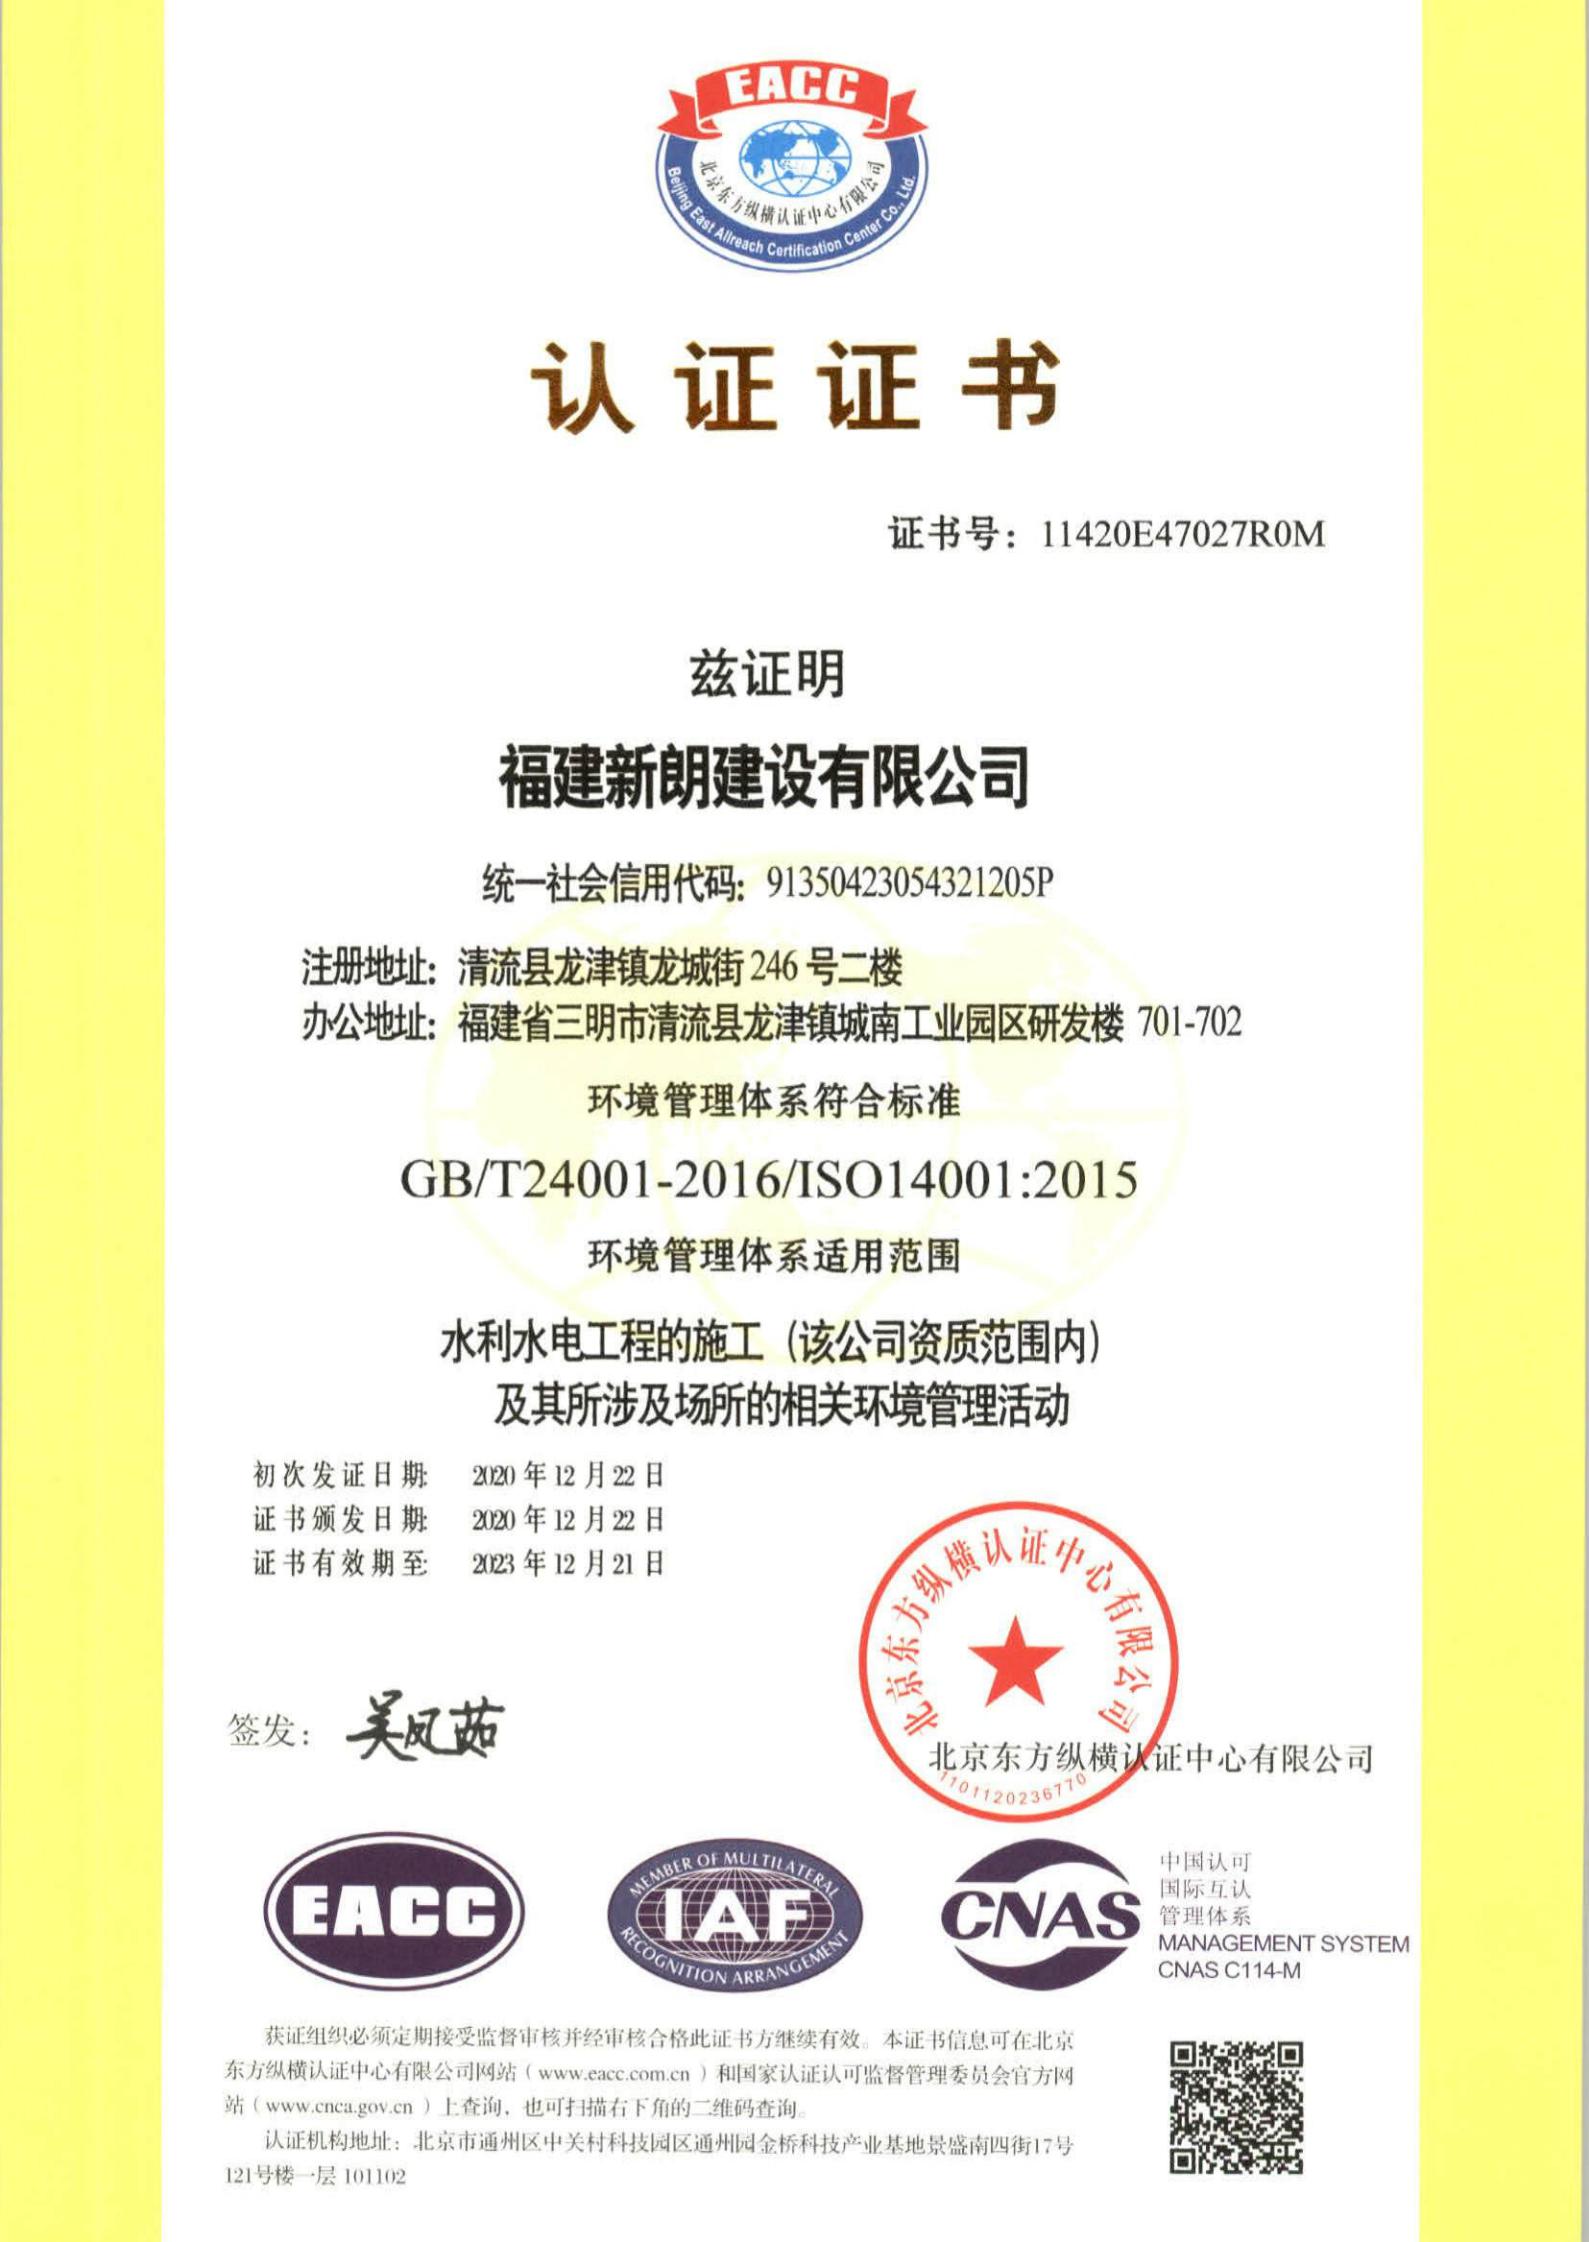 EACC
北京东方纵横认证中心有限公司
Beijing East Allreach Certification Center Co., Ltd.
认证证书
证书号：11420E47027R0M
兹证明
福建新朗建设有限公司
统一社会信用代码：91350423054321205P
注册地址：清流县龙津镇龙城街 246 号二楼
办公地址：福建省三明市清流县龙津镇城南工业园区研发楼 701-702
环境管理体系符合标准
GB/T24001-2016/ISO14001:2015
环境管理体系适用范围
水利水电工程的施工（该公司资质范围内）
及其所涉及场所的相关环境管理活动
初次发证日期: 2020 年 12 月 22 日
证书颁发日期: 2020 年 12 月 22 日
证书有效期至: 2023 年 12 月 21 日
北京东方纵横认证中心有限公司
签发：吴凤茹
北京东方纵横认证中心有限公司
1101120236770
EACC
MEMBER OF MULTILATERAL
IAF
RECOGNITION ARRANGEMENT
CNAS
中国认可
国际互认
管理体系
MANAGEMENT SYSTEM
CNAS C114-M
获证组织必须定期接受监督审核并经审核合格此证书方继续有效。本证书信息可在北京
东方纵横认证中心有限公司网站（www.eacc.com.cn）和国家认证认可监督管理委员会官方网
站（www.cnca.gov.cn）上查询，也可扫描右下角的二维码查询。
认证机构地址：北京市通州区中关村科技园区通州园金桥科技产业基地景盛南四街17号
121号楼一层 101102